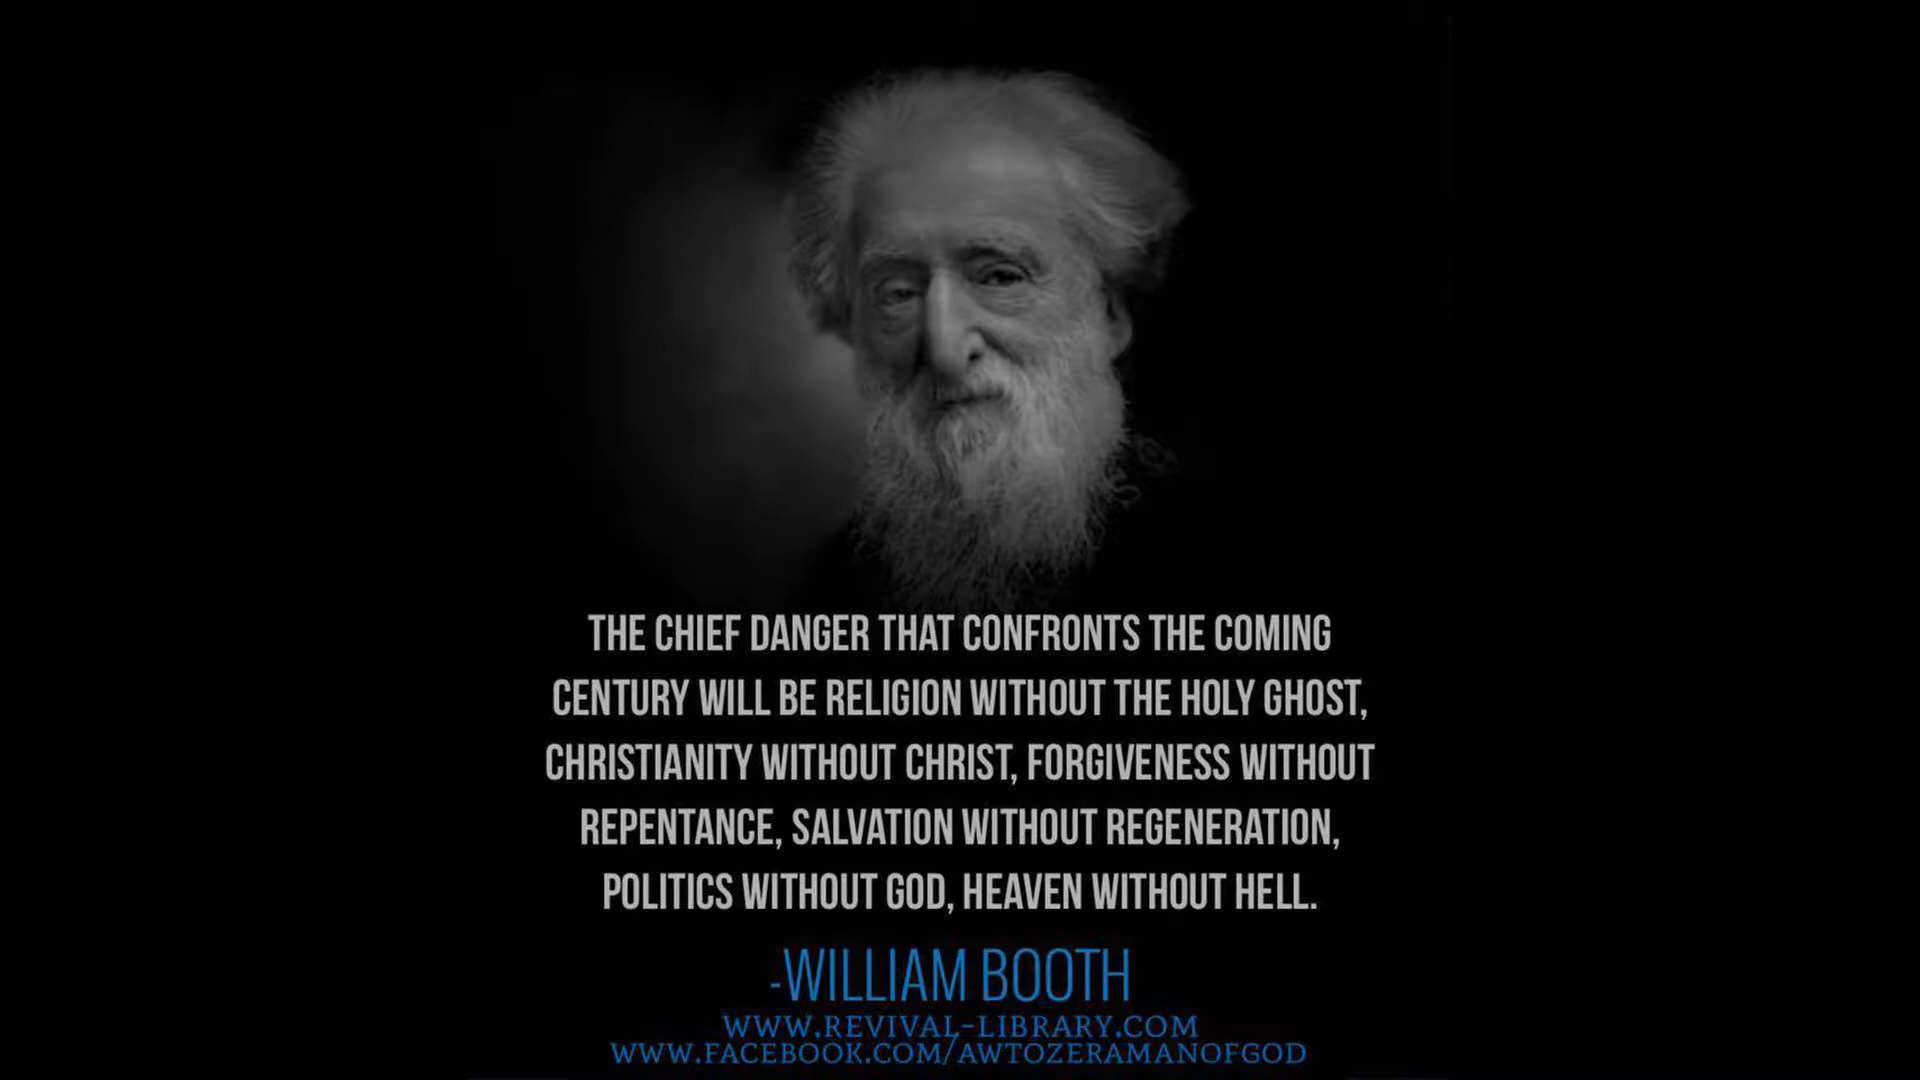 THE CHIEF DANGER THAT CONFRONTS THE COMING
CENTURY WILL BE RELIGION WITHOUT THE HOLY GHOST,
CHRISTIANITY WITHOUT CHRIST, FORGIVENESS WITHOUT
REPENTANCE, SALVATION WITHOUT REGENERATION,
POLITICS WITHOUT GOD, HEAVEN WITHOUT HELL.
-WILLIAM BOOTH
WWW.REVIVAL-LIBRARY.COM
WWW.FACEBOOK.COM/AWTOZERAMANOFGOD